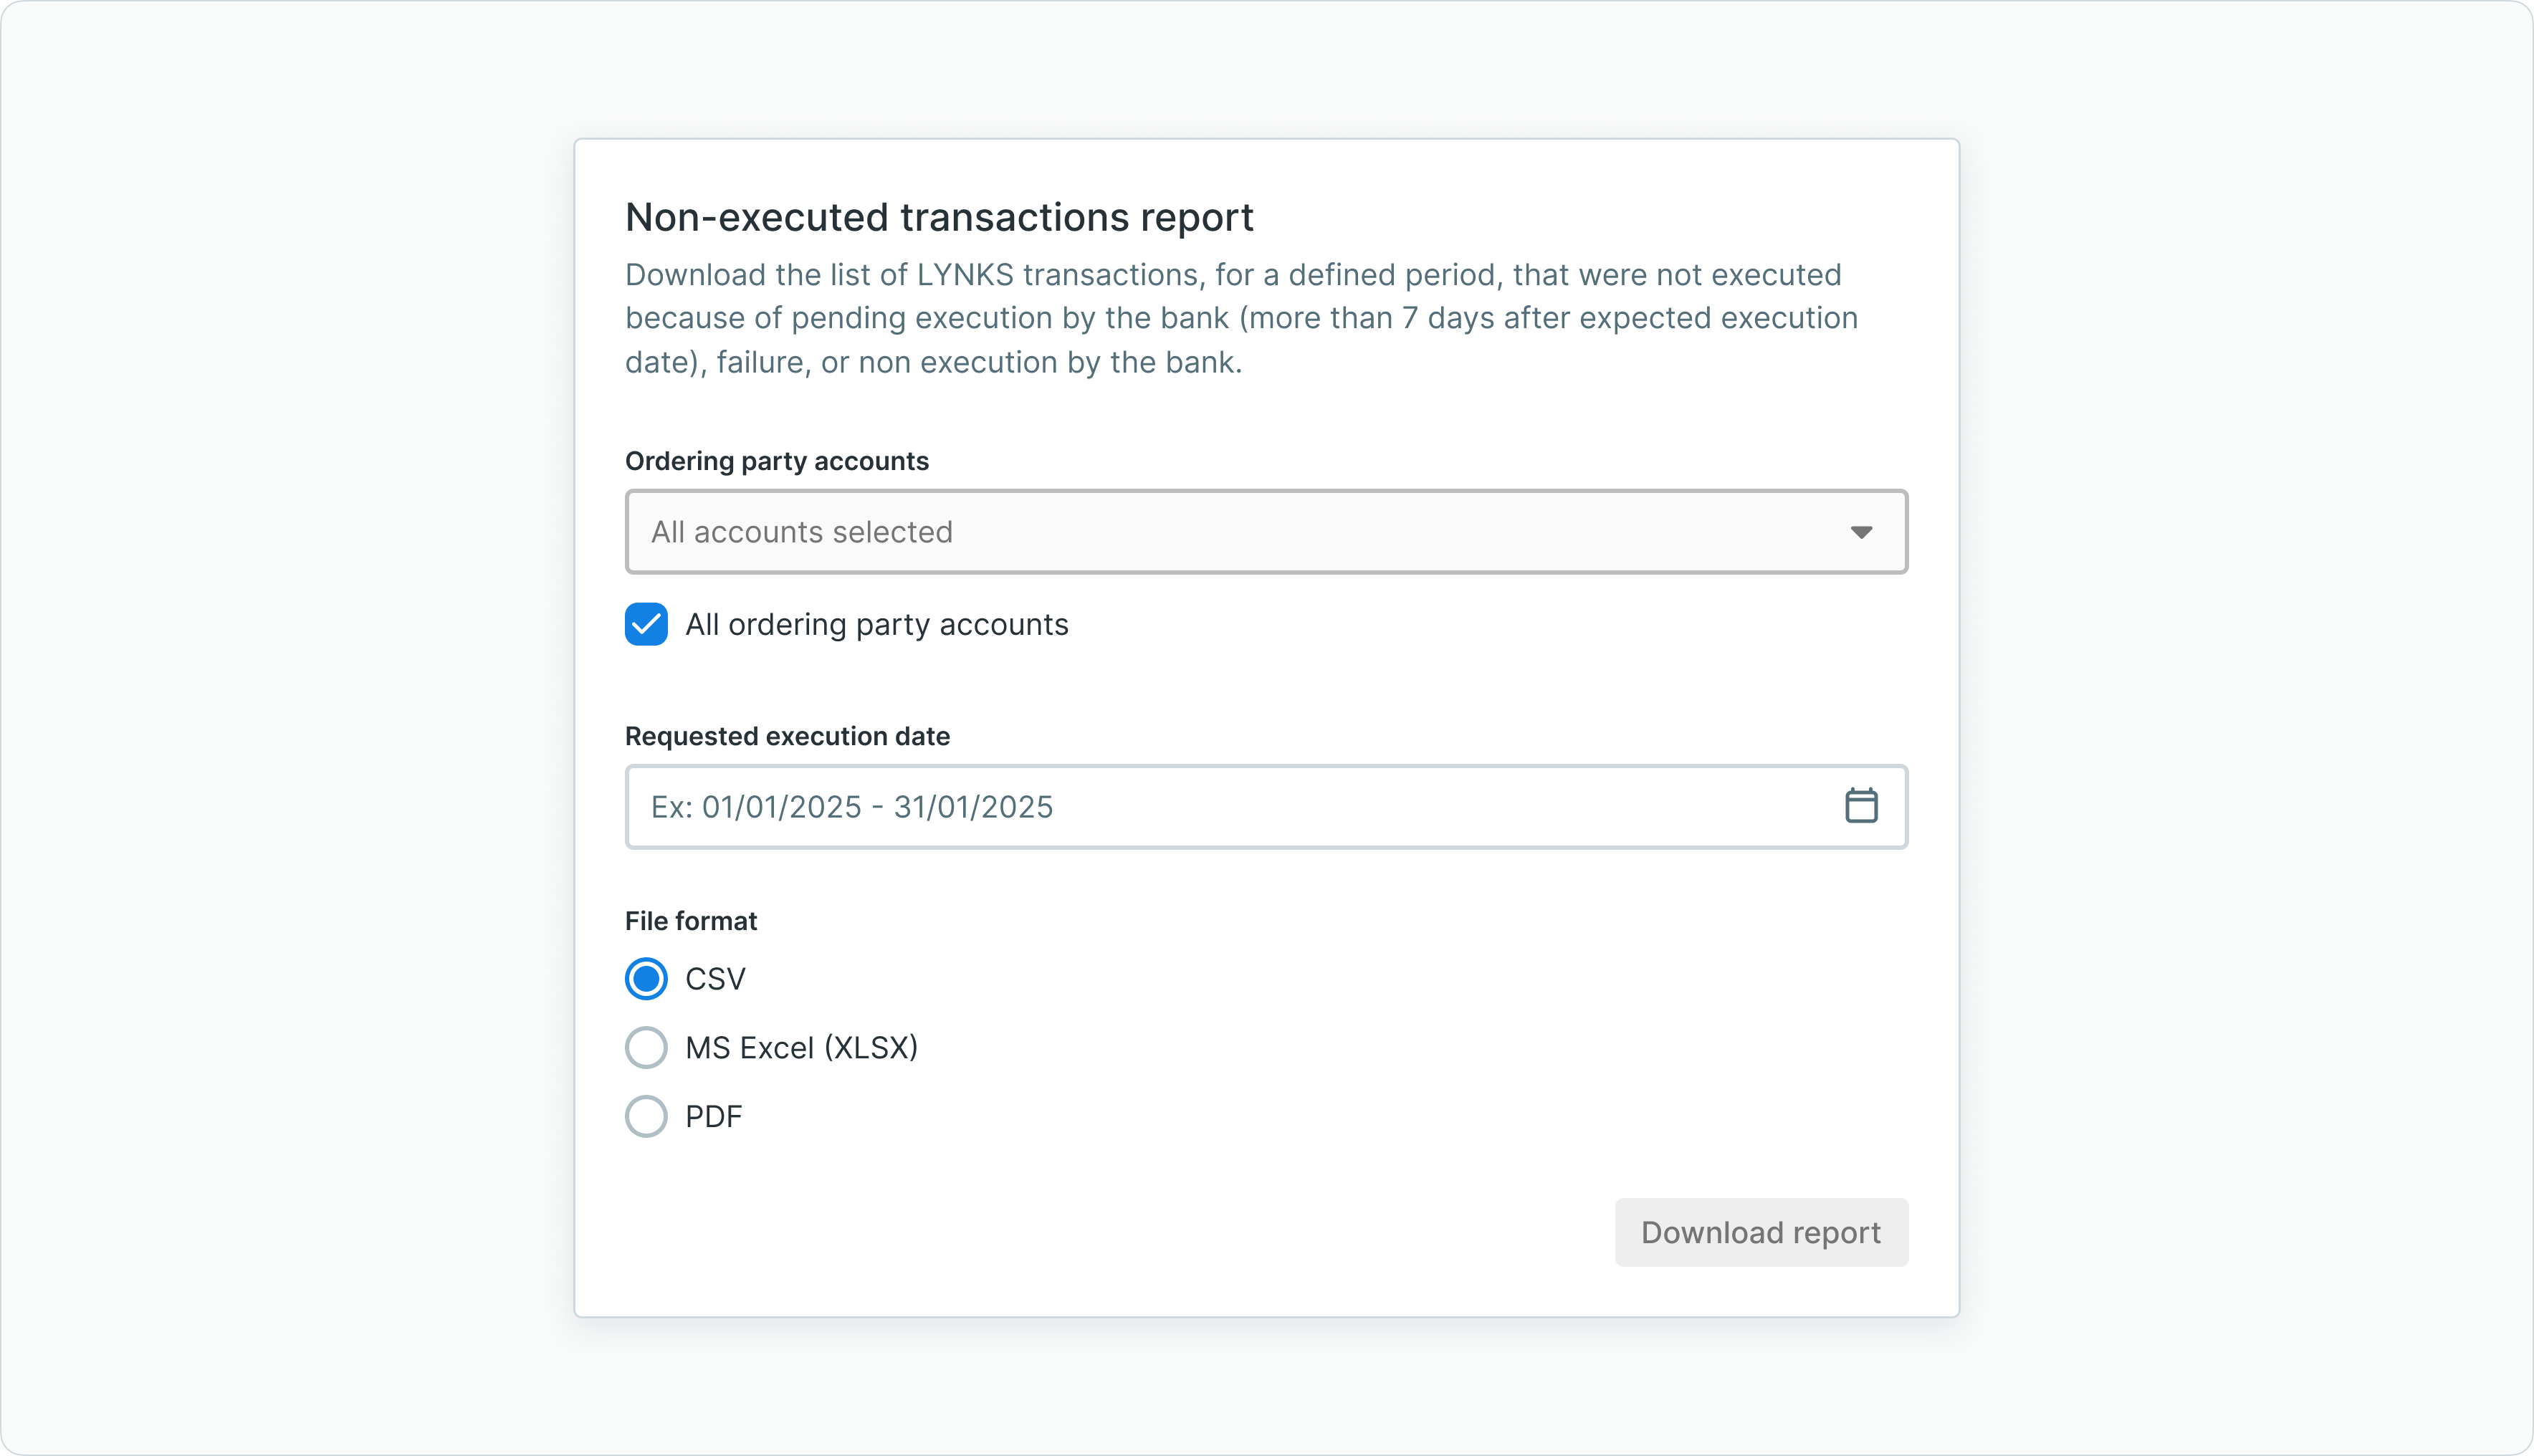 Non-executed transactions report
Download the list of LYNKS transactions, for a defined period, that were not executed
because of pending execution by the bank (more than 7 days after expected execution
date), failure, or non execution by the bank.
Ordering party accounts
All accounts selected
All ordering party accounts
Requested execution date
Ex: 01/01/2025 - 31/01/2025
File format
CSV
MS Excel (XLSX)
PDF
Download report